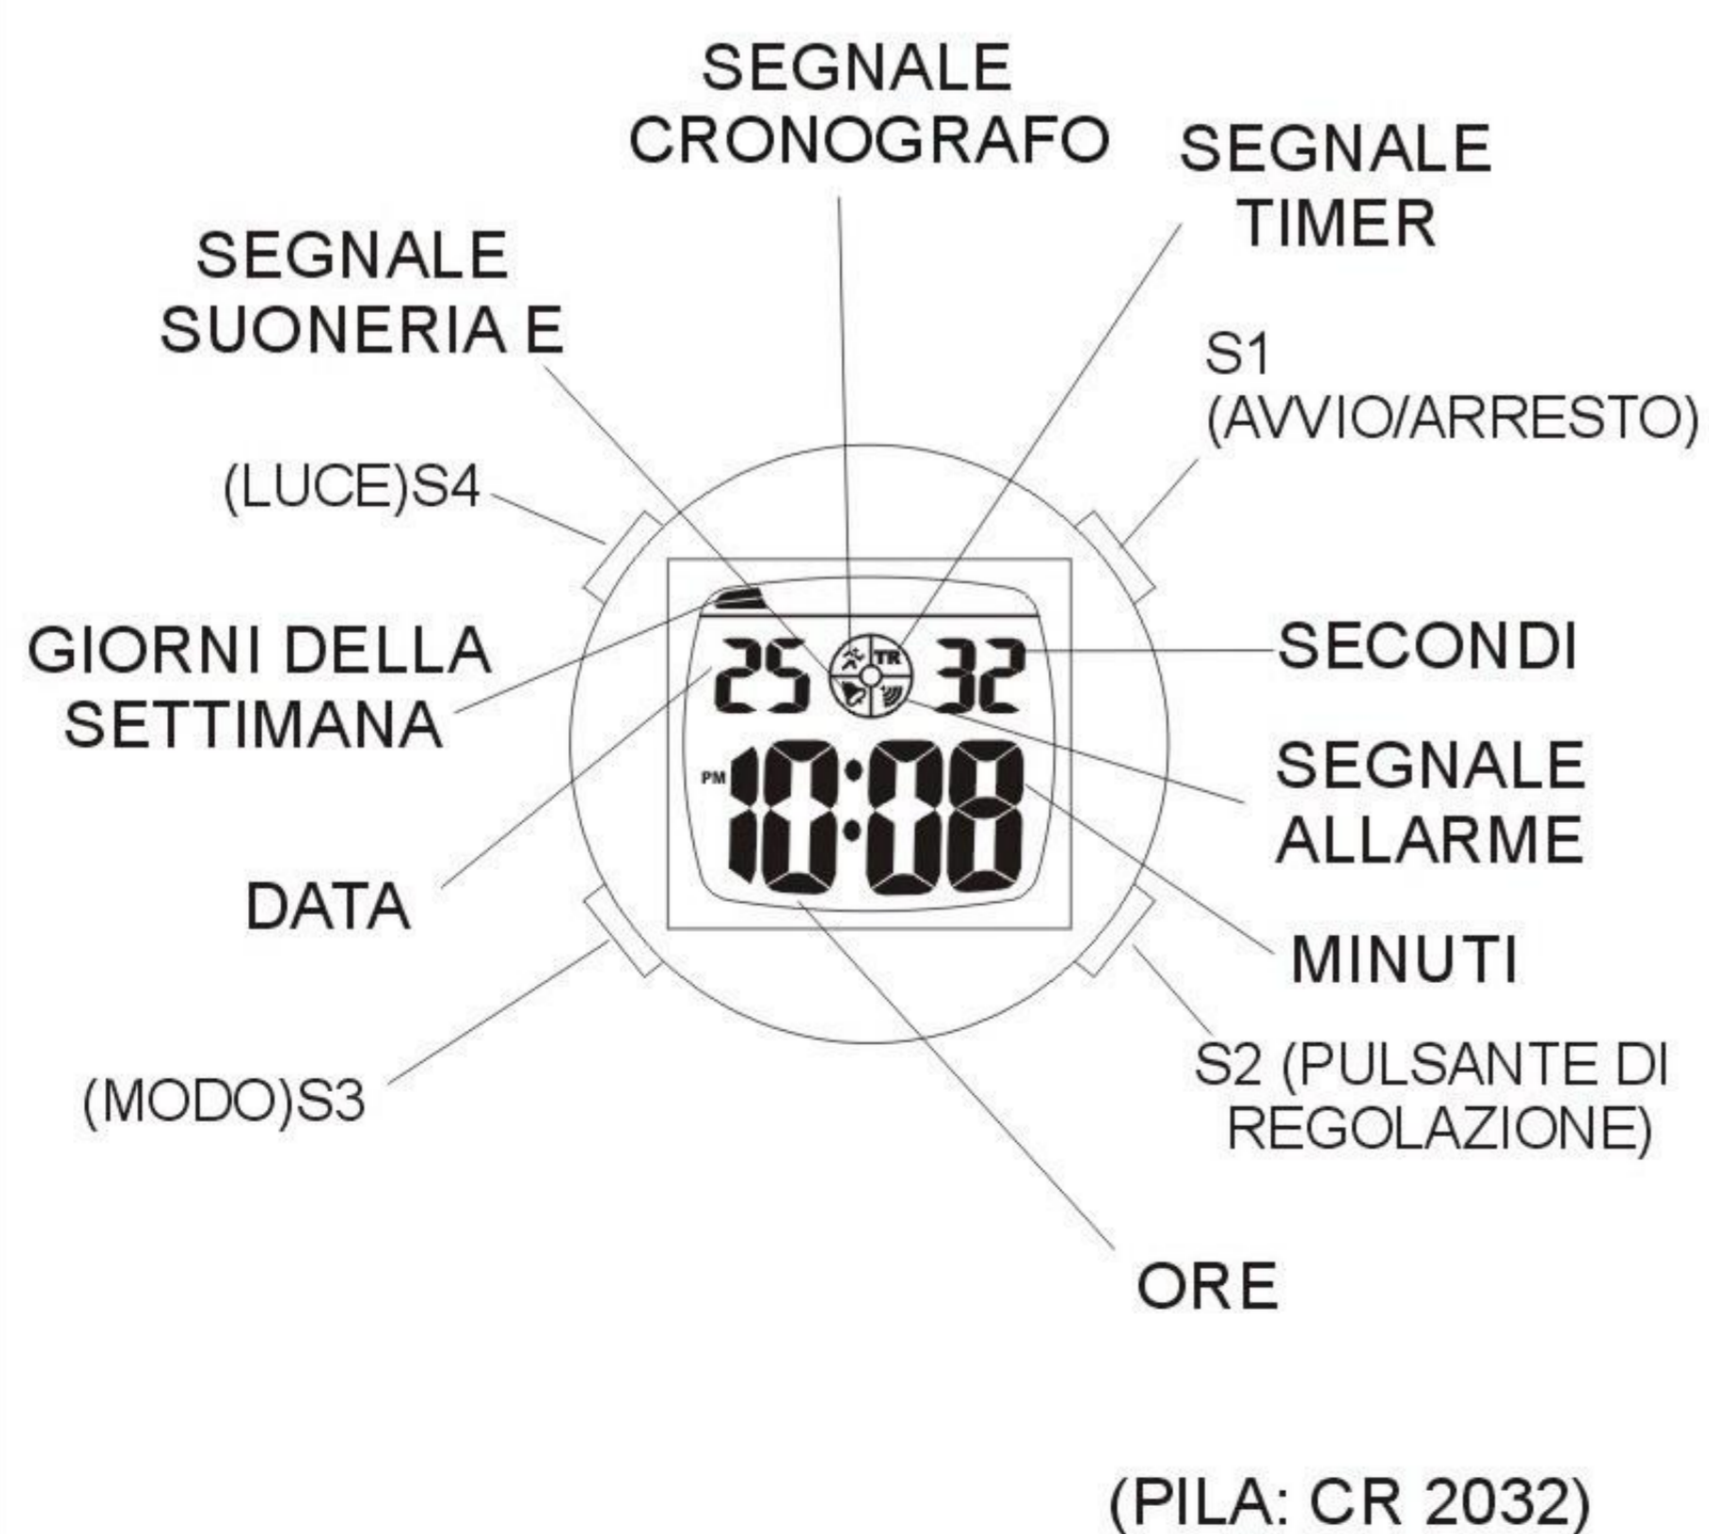 SEGNALE
CRONOGRAFO
SEGNALE
TIMER
SEGNALE
SUONERIA E
S1
(AVVIO/ARRESTO)
(LUCE)S4
GIORNI DELLA
SETTIMANA
SECONDI
25
TR
32
SEGNALE
ALLARME
PM
10:08
DATA
MINUTI
(MODO)S3
S2 (PULSANTE DI
REGOLAZIONE)
ORE
(PILA: CR 2032)